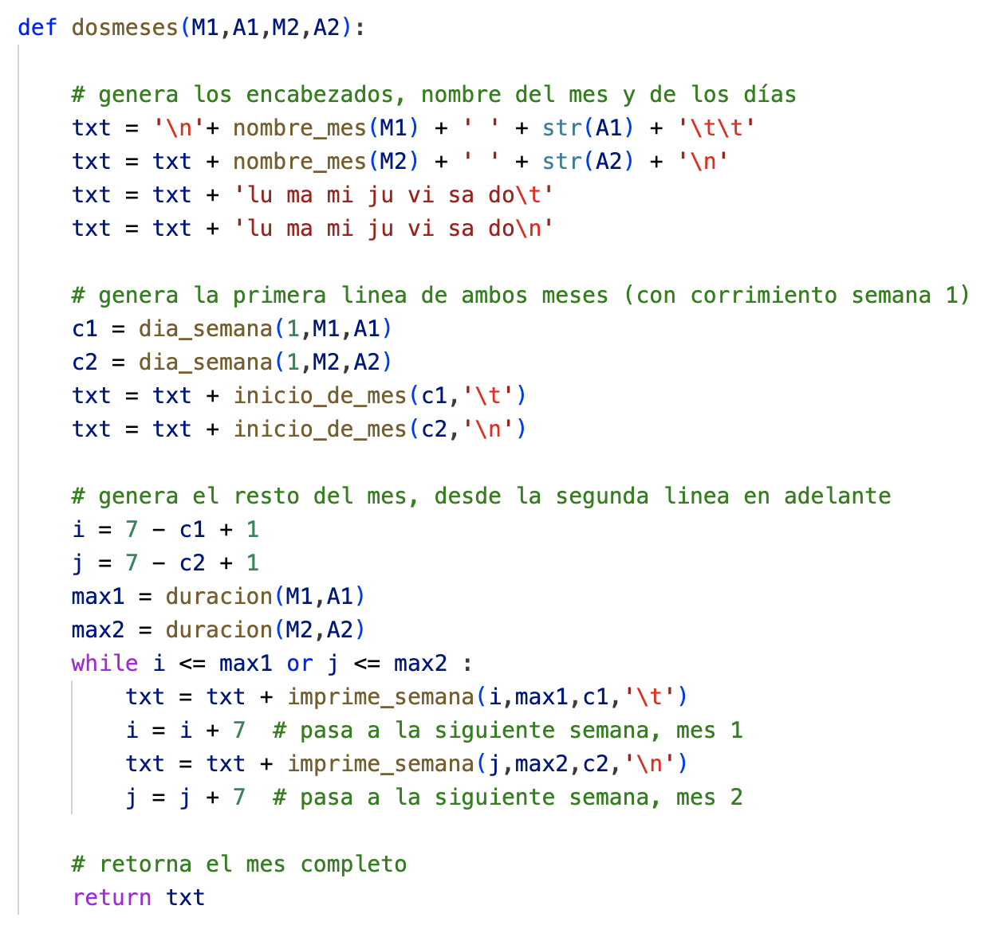 def dosmeses(M1,A1,M2,A2):
# genera los encabezados, nombre del mes y de los días
txt = '\n'+ nombre_mes(M1) + ' ' + str(A1) + '\t\t'
txt = txt + nombre_mes(M2) + ' ' + str(A2) + '\n'
txt = txt + 'lu ma mi ju vi sa do\t'
txt = txt + 'lu ma mi ju vi sa do\n'
# genera la primera linea de ambos meses (con corrimiento semana 1)
c1 = dia_semana(1,M1,A1)
c2 = dia_semana(1,M2,A2)
txt = txt + inicio_de_mes(c1,'\t')
txt = txt + inicio_de_mes(c2,'\n')
# genera el resto del mes, desde la segunda linea en adelante
i = 7 - c1 + 1
j = 7 - c2 + 1
max1 = duracion(M1,A1)
max2 = duracion(M2,A2)
while i <= max1 or j <= max2 :
txt = txt + imprime_semana(i,max1,c1,'\t')
i = i + 7  # pasa a la siguiente semana, mes 1
txt = txt + imprime_semana(j,max2,c2,'\n')
j = j + 7  # pasa a la siguiente semana, mes 2
# retorna el mes completo
return txt